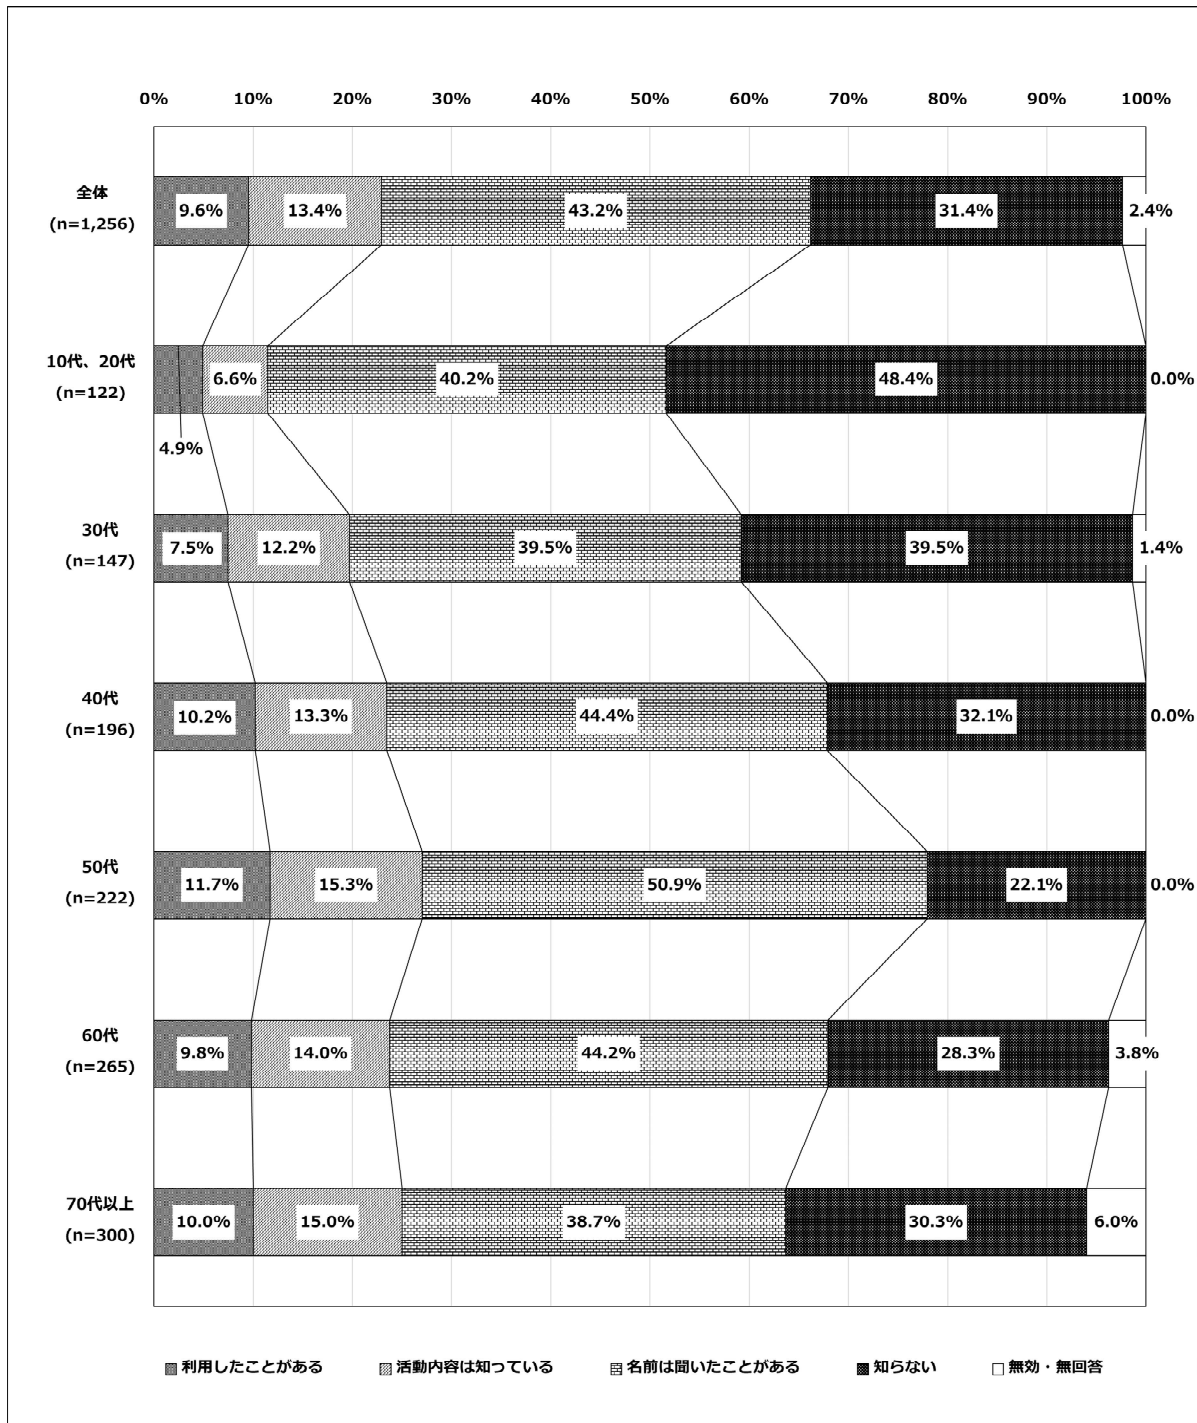 0% 10% 20% 30% 40% 50% 60% 70% 80% 90% 100%
全体
(n=1,256)
9.6% 13.4% 43.2% 31.4% 2.4%
10代、20代
(n=122)
6.6% 40.2% 48.4% 0.0%
4.9%
30代
(n=147)
7.5% 12.2% 39.5% 39.5% 1.4%
40代
(n=196)
10.2% 13.3% 44.4% 32.1% 0.0%
50代
(n=222)
11.7% 15.3% 50.9% 22.1% 0.0%
60代
(n=265)
9.8% 14.0% 44.2% 28.3% 3.8%
70代以上
(n=300)
10.0% 15.0% 38.7% 30.3% 6.0%
利用したことがある 活動内容は知っている 名前は聞いたことがある 知らない 無効・無回答